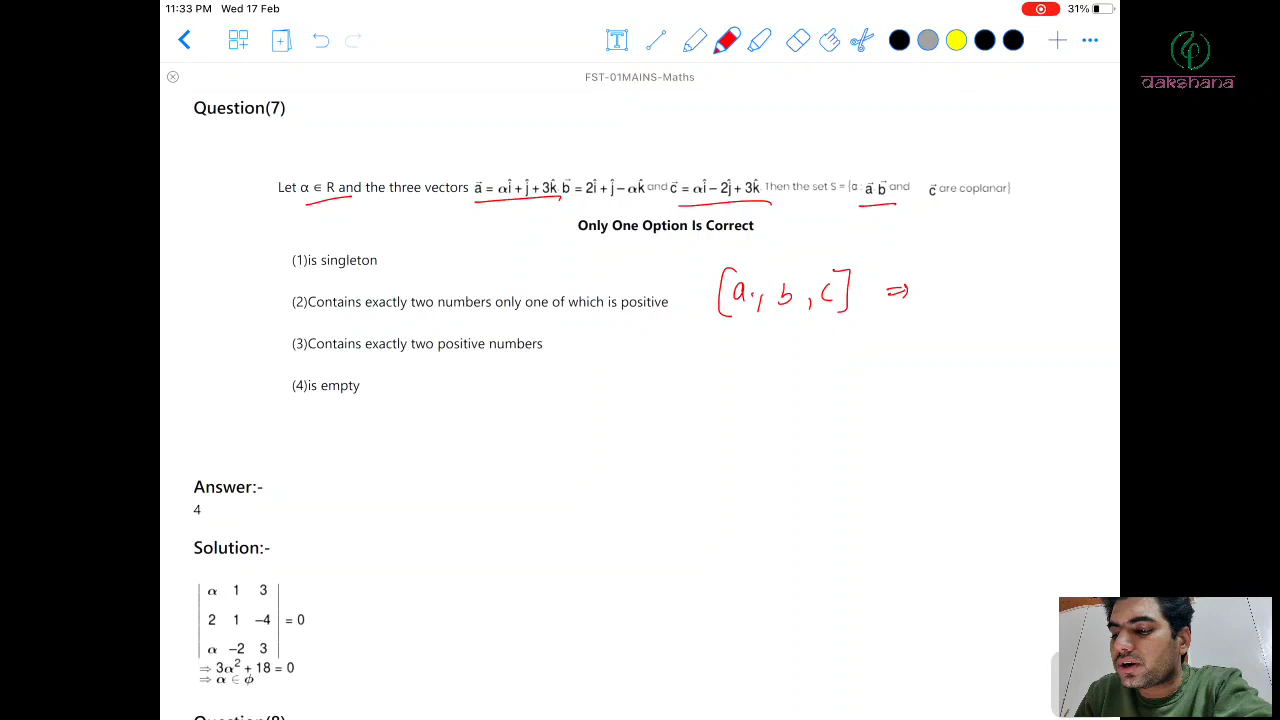 11:33 PM Wed 17 Feb
31%
dakshana
FST-01MAINS-Maths
Question(7)
Let α ∈ R and the three vectors a⃗ = αî + ĵ + 3k̂ b⃗ = 2î + ĵ – αk̂ and c⃗ = αî – 2ĵ + 3k̂. Then the set S = {α : a⃗ b⃗ and c⃗ are coplanar}
Only One Option Is Correct
(1)is singleton
(2)Contains exactly two numbers only one of which is positive
[a, b, c] ⇒
(3)Contains exactly two positive numbers
(4)is empty
Answer:-
4
Solution:-
α 1 3
2 1 –4 = 0
α –2 3
⇒ 3α² + 18 = 0
⇒ α ∈ ϕ
Question(8)